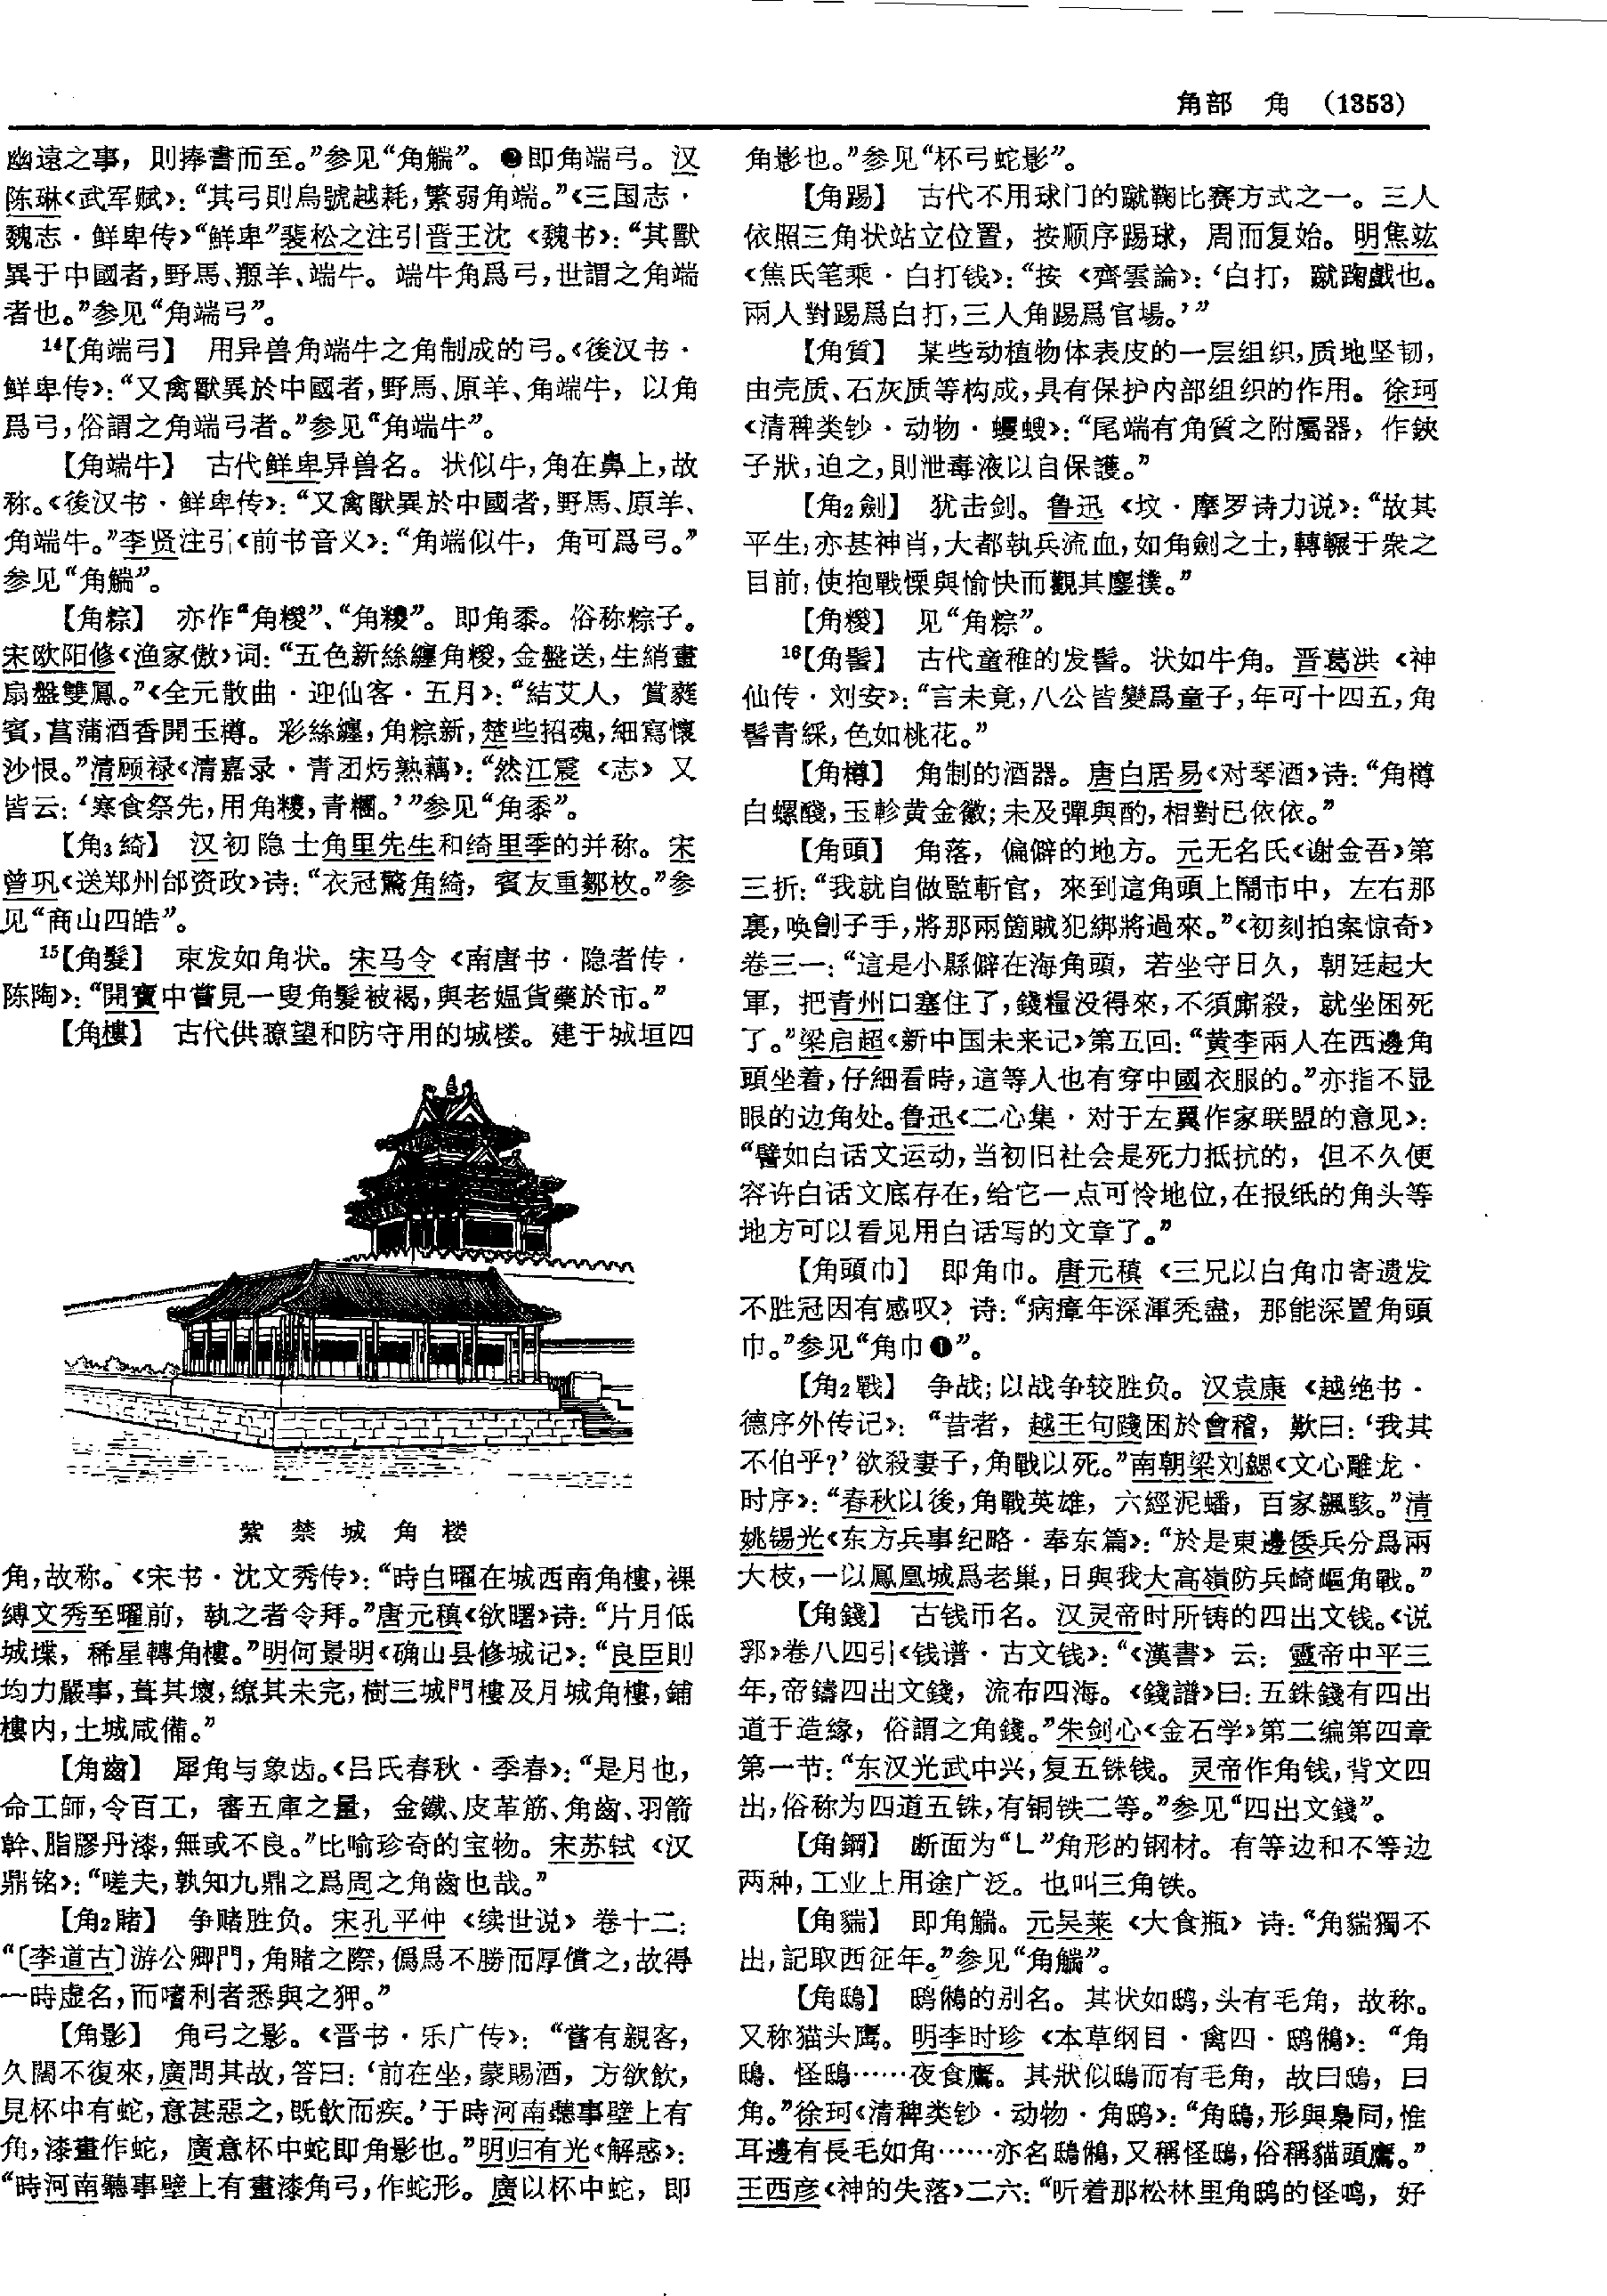 角部　角　(1353)
幽遠之事，則捧書而至。”参见“角觿”。❷即角端弓。汉
陈琳《武军赋》：“其弓則烏號越耗，繁弱角端。”《三国志·
魏志·鲜卑传》“鲜卑”裴松之注引晋王沈《魏书》：“其獸
異于中國者，野馬、羱羊、端牛。端牛角爲弓，世謂之角端
者也。”参见“角端弓”。
14【角端弓】　用异兽角端牛之角制成的弓。《後汉书·
鲜卑传》：“又禽獸異於中國者，野馬、原羊、角端牛，以角
爲弓，俗謂之角端弓者。”参见“角端牛”。
【角端牛】　古代鲜卑异兽名。状似牛，角在鼻上，故
称。《後汉书·鲜卑传》：“又禽獸異於中國者，野馬、原羊、
角端牛。”李贤注引《前书音义》：“角端似牛，角可爲弓。”
参见“角觿”。
【角粽】　亦作“角糉”、“角糭”。即角黍。俗称粽子。
宋欧阳修《渔家傲》词：“五色新絲纏角糉，金盤送，生綃畫
扇盤雙鳳。”《全元散曲·迎仙客·五月》：“結艾人，賞蕤
賓，菖蒲酒香開玉樽。彩絲纏，角粽新，楚些招魂，細寫懷
沙恨。”清顾禄《清嘉录·青团炳熟藕》：“然江震《志》又
皆云：‘寒食祭先，用角糉，青糰。’”参见“角黍”。
【角3綺】　汉初隐士角里先生和绮里季的并称。宋
曾巩《送郑州邰资政》诗：“衣冠驚角綺，賓友重鄒枚。”参
见“商山四皓”。
15【角髮】　束发如角状。宋马令《南唐书·隐者传·
陈陶》：“開寶中嘗見一叟角髮被褐，與老媪貨藥於市。”
【角樓】　古代供瞭望和防守用的城楼。建于城垣四
紫禁城角楼
角，故称。《宋书·沈文秀传》：“時白曜在城西南角樓，裸
縛文秀至曜前，執之者令拜。”唐元稹《欲曙》诗：“片月低
城堞，稀星轉角樓。”明何景明《确山县修城记》：“良臣則
均力嚴事，葺其壞，繚其未完，樹三城門樓及月城角樓，鋪
樓内，土城咸備。”
【角齒】　犀角与象齿。《吕氏春秋·季春》：“是月也，
命工師，令百工，審五庫之量，金鐵、皮革筋、角齒、羽箭
幹、脂膠丹漆，無或不良。”比喻珍奇的宝物。宋苏轼《汉
鼎铭》：“嗟夫，孰知九鼎之爲周之角齒也哉。”
【角2賭】　争赌胜负。宋孔平仲《续世说》卷十二：
“〔李道古〕游公卿門，角賭之際，僞爲不勝而厚償之，故得
一時虚名，而嗜利者悉與之狎。”
【角影】　角弓之影。《晋书·乐广传》：“嘗有親客，
久闊不復來，廣問其故，答曰：‘前在坐，蒙賜酒，方欲飲，
見杯中有蛇，意甚惡之，既飲而疾。’于時河南聽事壁上有
角，漆畫作蛇，廣意杯中蛇即角影也。”明归有光《解惑》：
“時河南聽事壁上有畫漆角弓，作蛇形。廣以杯中蛇，即
角影也。”参见“杯弓蛇影”。
【角踢】　古代不用球门的蹴鞠比赛方式之一。三人
依照三角状站立位置，按顺序踢球，周而复始。明焦竑
《焦氏笔乘·白打钱》：“按《齊雲論》：‘白打，蹴踘戲也。
兩人對踢爲白打，三人角踢爲官場。’”
【角質】　某些动植物体表皮的一层组织，质地坚韧，
由壳质、石灰质等构成，具有保护内部组织的作用。徐珂
《清稗类钞·动物·蠼螋》：“尾端有角質之附屬器，作鋏
子狀，迫之，則泄毒液以自保護。”
【角2劍】　犹击剑。鲁迅《坟·摩罗诗力说》：“故其
平生，亦甚神肖，大都執兵流血，如角劍之士，轉輾于衆之
目前，使抱戰慄與愉快而觀其鏖撲。”
【角糉】　见“角粽”。
16【角髻】　古代童稚的发髻。状如牛角。晋葛洪《神
仙传·刘安》：“言未竟，八公皆變爲童子，年可十四五，角
髻青綵，色如桃花。”
【角樽】　角制的酒器。唐白居易《对琴酒》诗：“角樽
白螺醆，玉軫黄金徽；未及彈與酌，相對已依依。”
【角頭】　角落，偏僻的地方。元无名氏《谢金吾》第
三折：“我就自做監斬官，來到這角頭上鬧市中，左右那
裏，唤劊子手，將那兩箇賊犯綁將過來。”《初刻拍案惊奇》
卷三一：“這是小縣僻在海角頭，若坐守日久，朝廷起大
軍，把青州口塞住了，錢糧没得來，不須厮殺，就坐困死
了。”梁启超《新中国未来记》第五回：“黄李兩人在西邊角
頭坐着，仔細看時，這等人也有穿中國衣服的。”亦指不显
眼的边角处。鲁迅《二心集·对于左翼作家联盟的意见》：
“譬如白话文运动，当初旧社会是死力抵抗的，但不久便
容许白话文底存在，给它一点可怜地位，在报纸的角头等
地方可以看见用白话写的文章了。”
【角頭巾】　即角巾。唐元稹《三兄以白角巾寄遗发
不胜冠因有感叹》诗：“病瘴年深渾秃盡，那能深置角頭
巾。”参见“角巾❶”。
【角2戰】　争战；以战争较胜负。汉袁康《越绝书·
德序外传记》：“昔者，越王句踐困於會稽，歎曰：‘我其
不伯乎？’欲殺妻子，角戰以死。”南朝梁刘勰《文心雕龙·
时序》：“春秋以後，角戰英雄，六經泥蟠，百家飆駭。”清
姚锡光《东方兵事纪略·奉东篇》：“於是東邊倭兵分爲兩
大枝，一以鳳凰城爲老巢，日與我大高嶺防兵崎嶇角戰。”
【角錢】　古钱币名。汉灵帝时所铸的四出文钱。《说
郛》卷八四引《钱谱·古文钱》：“《漢書》云：靈帝中平三
年，帝鑄四出文錢，流布四海。《錢譜》曰：五銖錢有四出
道于造緣，俗謂之角錢。”朱剑心《金石学》第二编第四章
第一节：“东汉光武中兴，复五铢钱。灵帝作角钱，背文四
出，俗称为四道五铢，有铜铁二等。”参见“四出文錢”。
【角鋼】　断面为“L”角形的钢材。有等边和不等边
两种，工业上用途广泛。也叫三角铁。
【角貒】　即角觿。元吴莱《大食瓶》诗：“角貒獨不
出，記取西征年。”参见“角觿”。
【角鴟】　鸱鸺的别名。其状如鸱，头有毛角，故称。
又称猫头鹰。明李时珍《本草纲目·禽四·鸱鸺》：“角
鴟、怪鴟……夜食鷹。其狀似鴟而有毛角，故曰鴟，曰
角。”徐珂《清稗类钞·动物·角鸱》：“角鴟，形與梟同，惟
耳邊有長毛如角……亦名鴟鵂，又稱怪鴟，俗稱貓頭鷹。”
王西彦《神的失落》二六：“听着那松林里角鸱的怪鸣，好